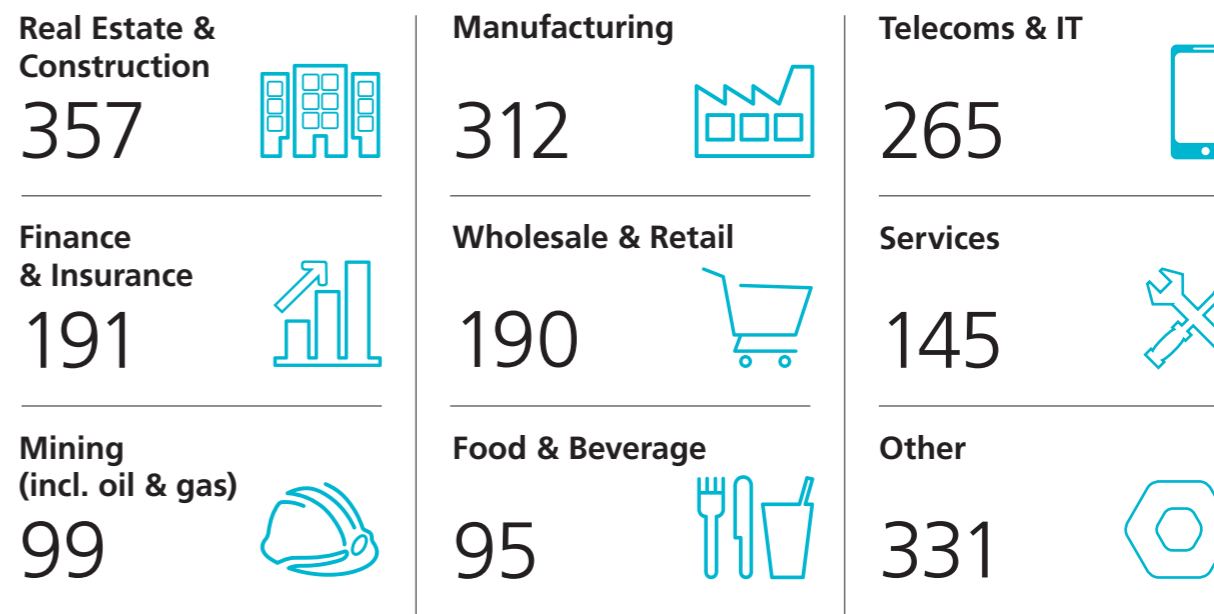 Real Estate &
Construction
357
Manufacturing
312
Telecoms & IT
265
Finance
& Insurance
191
Wholesale & Retail
190
Services
145
Mining
(incl. oil & gas)
99
Food & Beverage
95
Other
331